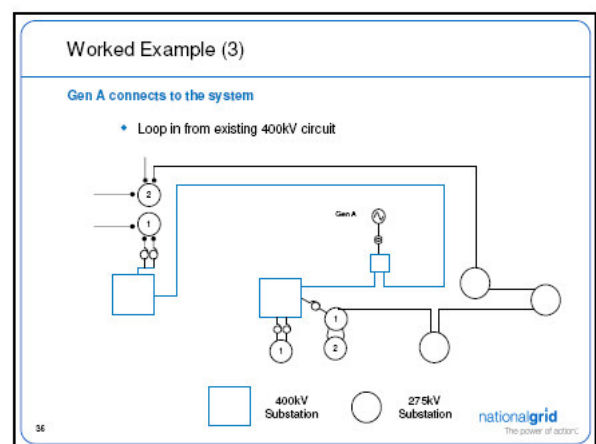 Worked Example (3)
Gen A connects to the system
Loop in from existing 400kV circuit
2
1
Gen A
1
1
2
400kV
Substation
275kV
Substation
36
nationalgrid
The power of action.